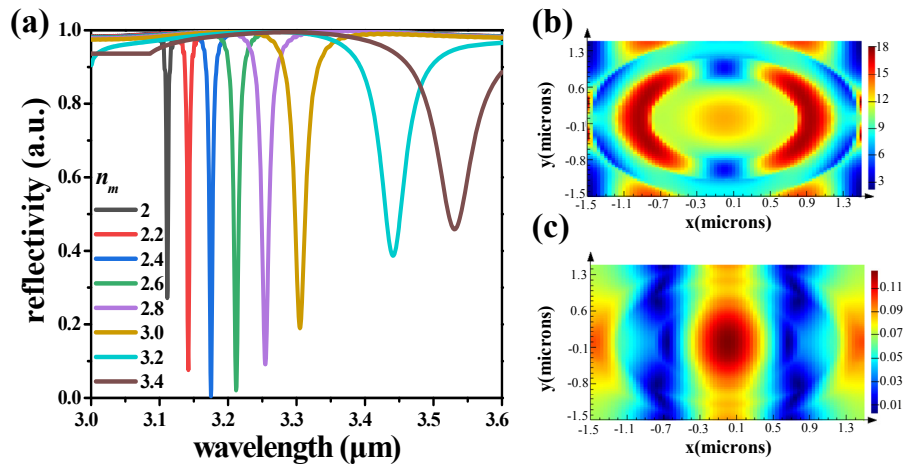 (a)
reflectivity (a.u.)
1.0
0.8
0.6
0.4
0.2
0.0
n_m
2
2.2
2.4
2.6
2.8
3.0
3.2
3.4
3.0 3.1 3.2 3.3 3.4 3.5 3.6
wavelength (µm)
(b)
y(microns)
1.3
0.6
-0.1
-0.8
-1.5
-1.5 -1.1 -0.7 -0.3 0.1 0.5 0.9 1.3
x(microns)
18
15
12
9
6
3
(c)
y(microns)
1.3
0.6
-0.1
-0.8
-1.5
-1.5 -1.1 -0.7 -0.3 0.1 0.5 0.9 1.3
x(microns)
0.11
0.09
0.07
0.05
0.03
0.01